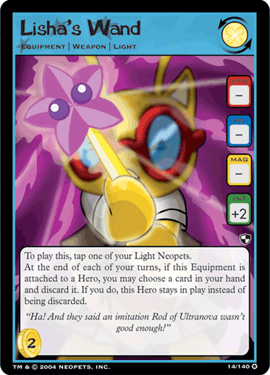 Lisha's Wand
Equipment | Weapon | Light
–
–
MAG
–
INT
+2
To play this, tap one of your Light Neopets.
At the end of each of your turns, if this Equipment is
attached to a Hero, you may choose a card in your hand
and discard it. If you do, this Hero stays in play instead of
being discarded.
"Ha! And they said an imitation Rod of Ultranova wasn't
good enough!"
2
TM & © 2004 NEOPETS, INC.
14/140